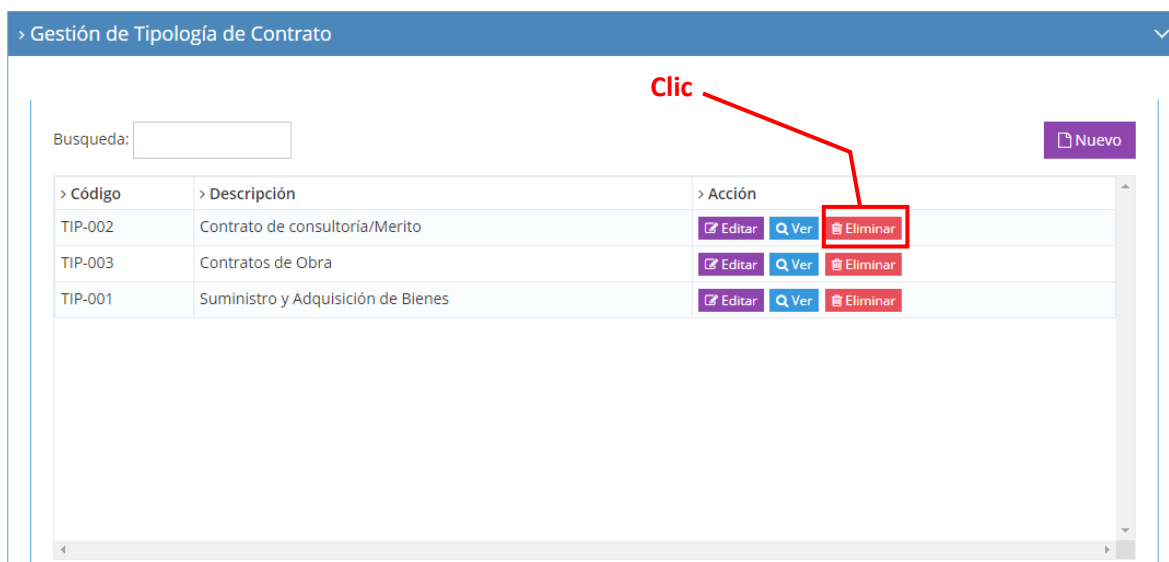 › Gestión de Tipología de Contrato
Clic
Busqueda:
Nuevo
› Código › Descripción › Acción
TIP-002 Contrato de consultoría/Merito Editar Ver Eliminar
TIP-003 Contratos de Obra Editar Ver Eliminar
TIP-001 Suministro y Adquisición de Bienes Editar Ver Eliminar